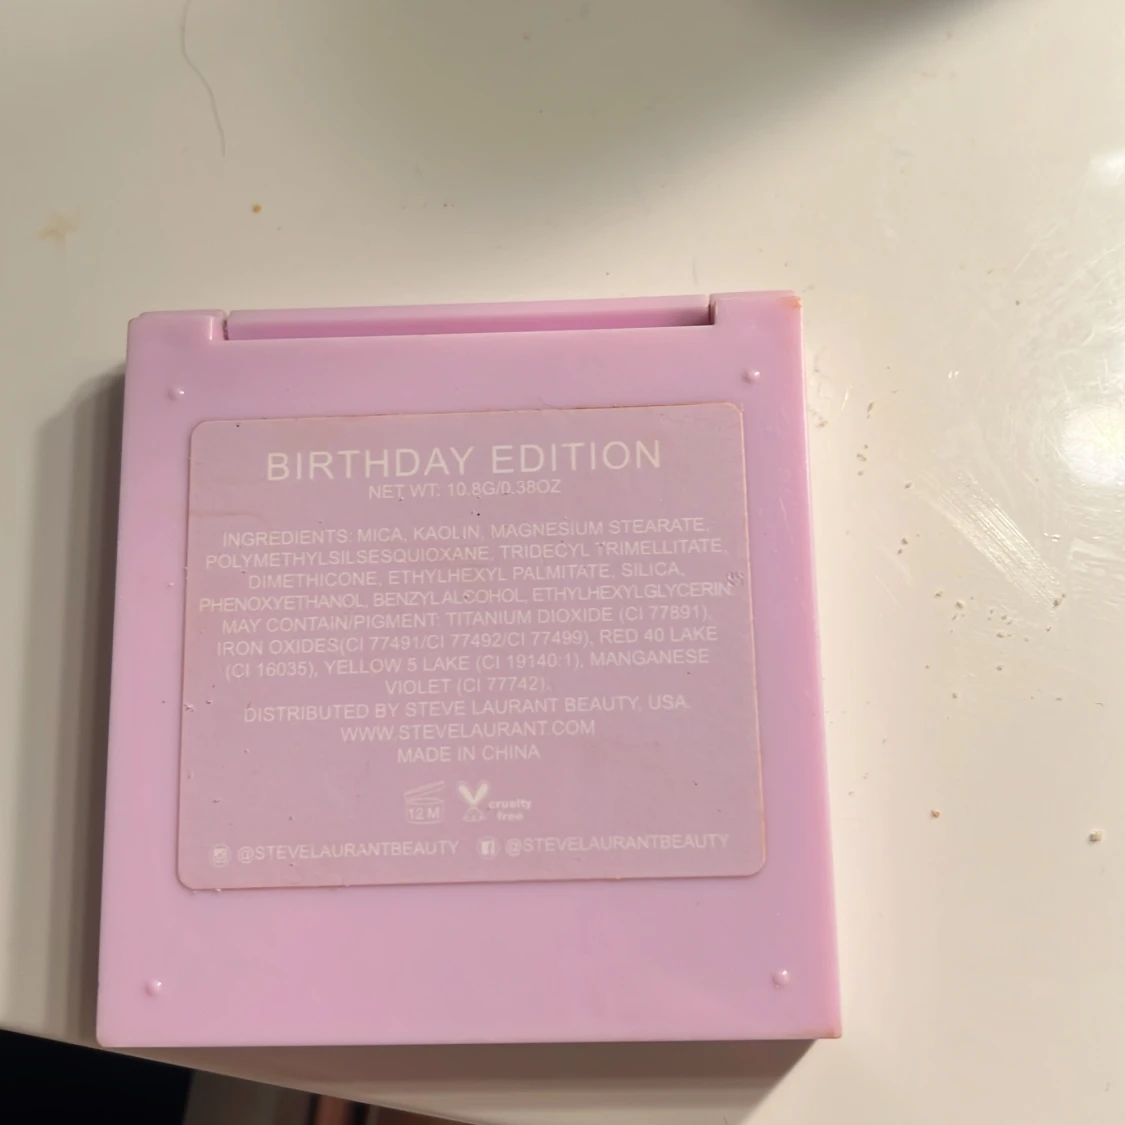 BIRTHDAY EDITION
NET WT: 10.8G/0.38OZ
INGREDIENTS: MICA, KAOLIN, MAGNESIUM STEARATE,
POLYMETHYLSILSESQUIOXANE, TRIDECYL TRIMELLITATE,
DIMETHICONE, ETHYLHEXYL PALMITATE, SILICA,
PHENOXYETHANOL, BENZYLALCOHOL, ETHYLHEXYLGLYCERIN.
MAY CONTAIN/PIGMENT: TITANIUM DIOXIDE (CI 77891),
IRON OXIDES(CI 77491/CI 77492/CI 77499), RED 40 LAKE
(CI 16035), YELLOW 5 LAKE (CI 19140:1), MANGANESE
VIOLET (CI 77742).
DISTRIBUTED BY STEVE LAURANT BEAUTY, USA.
WWW.STEVELAURANT.COM
MADE IN CHINA
12 M cruelty
free
@STEVELAURANTBEAUTY @STEVELAURANTBEAUTY